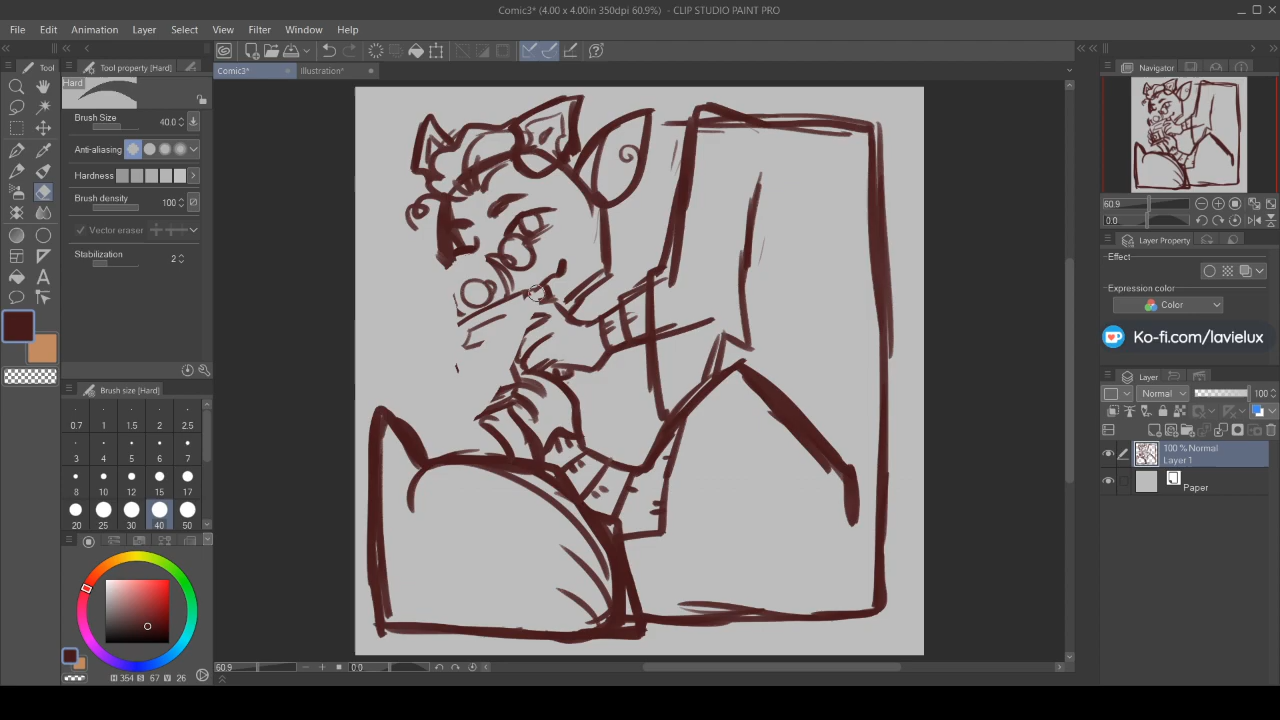 Comic3* (4.00 x 4.00in 350dpi 60.9%) - CLIP STUDIO PAINT PRO
File Edit Animation Layer Select View Filter Window Help
Tool
Tool property [Hard]
Comic3*
Illustration*
Navigator
Hard
Brush Size 40.0
Anti-aliasing
Hardness
Brush density 100
Vector eraser
Stabilization 2
Brush size [Hard]
0.7 1 1.5 2 2.5
3 4 5 6 7
8 10 12 15 17
20 25 30 40 50
H 354 S 67 V 26
60.9
0.0
60.9
0.0
Layer Property
Effect
Expression color
Color
Ko-fi.com/lavielux
Layer
Normal 100
100 % Normal
Layer 1
Paper